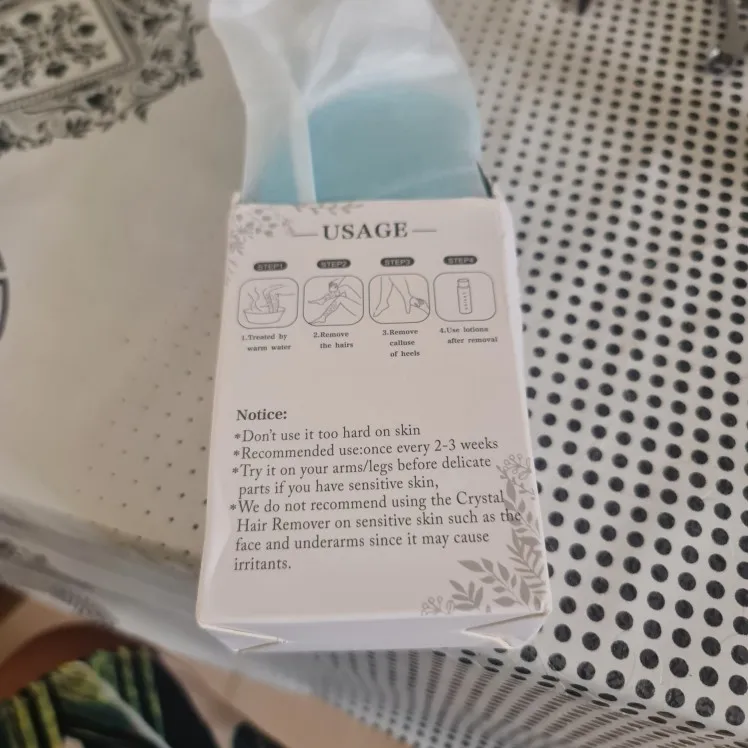 USAGE
STEP1
STEP2
STEP3
STEP4
1.Treated by
warm water
2.Remove
the hairs
3.Remove
calluse
of heels
4.Use lotions
after removal
Notice:
*Don't use it too hard on skin
*Recommended use:once every 2-3 weeks
*Try it on your arms/legs before delicate
parts if you have sensitive skin,
*We do not recommend using the Crystal
Hair Remover on sensitive skin such as the
face and underarms since it may cause
irritants.